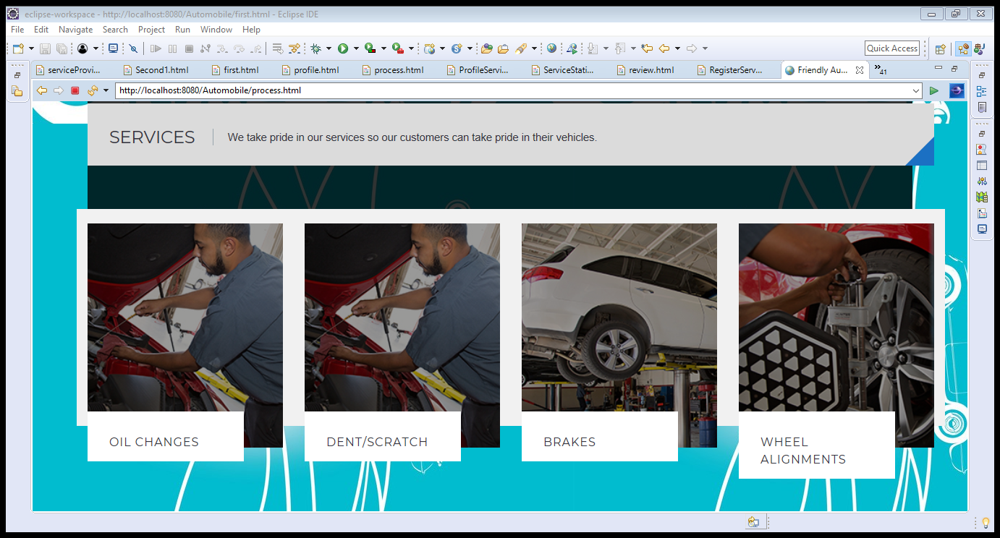 eclipse-workspace - http://localhost:8080/Automobile/first.html - Eclipse IDE
File Edit Navigate Search Project Run Window Help
Quick Access
serviceProvi... Second1.html first.html profile.html process.html ProfileServi... ServiceStati... review.html RegisterServ... Friendly Au... »41
http://localhost:8080/Automobile/process.html
SERVICES We take pride in our services so our customers can take pride in their vehicles.
OIL CHANGES DENT/SCRATCH BRAKES WHEEL
ALIGNMENTS